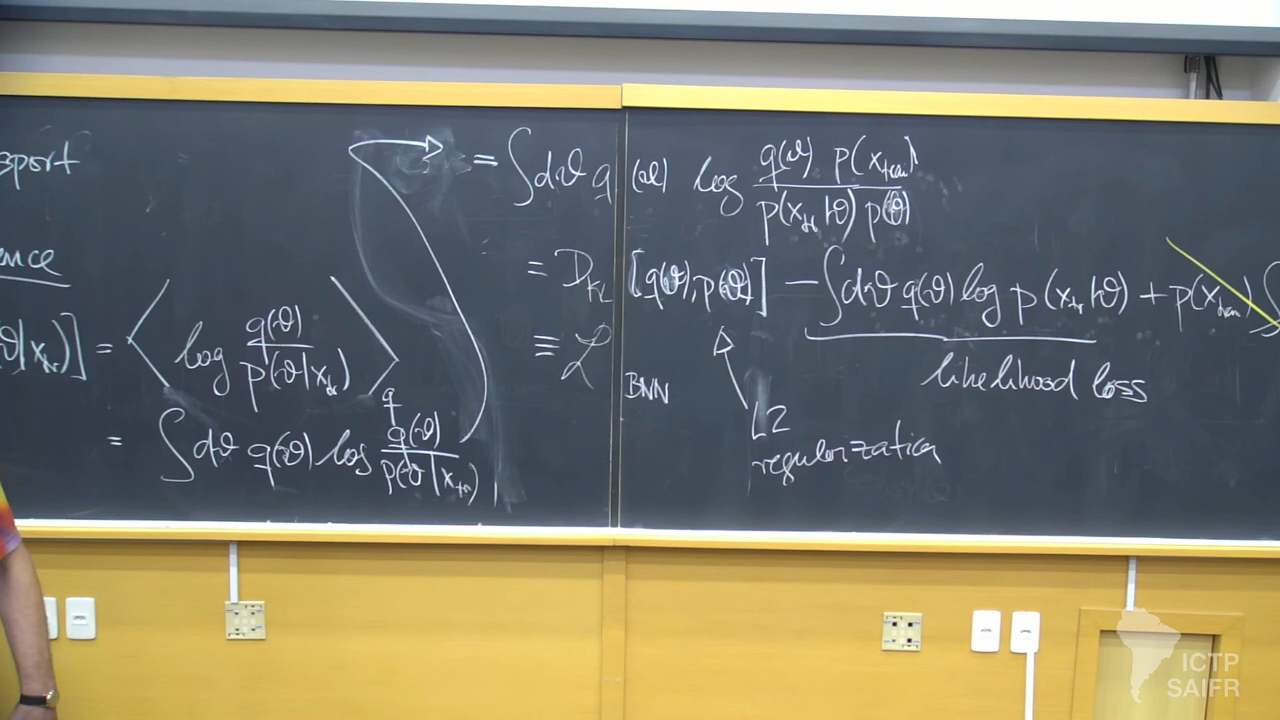 sport
ence
ϑ|x_tr)] = ⟨ log q(ϑ) / p(ϑ|x_tr) ⟩_q
= ∫dϑ q(ϑ) log q(ϑ) / p(ϑ|x_tr)
= ∫dϑ q(ϑ) log q(ϑ) p(x_train) / p(x_tr|ϑ) p(ϑ)
= D_KL [q(ϑ), p(ϑ)] − ∫dϑ q(ϑ) log p(x_tr|ϑ) + p(x_train) ∫
≡ ℒ_BNN
likelihood loss
L2
regularization
ICTP
SAIFR